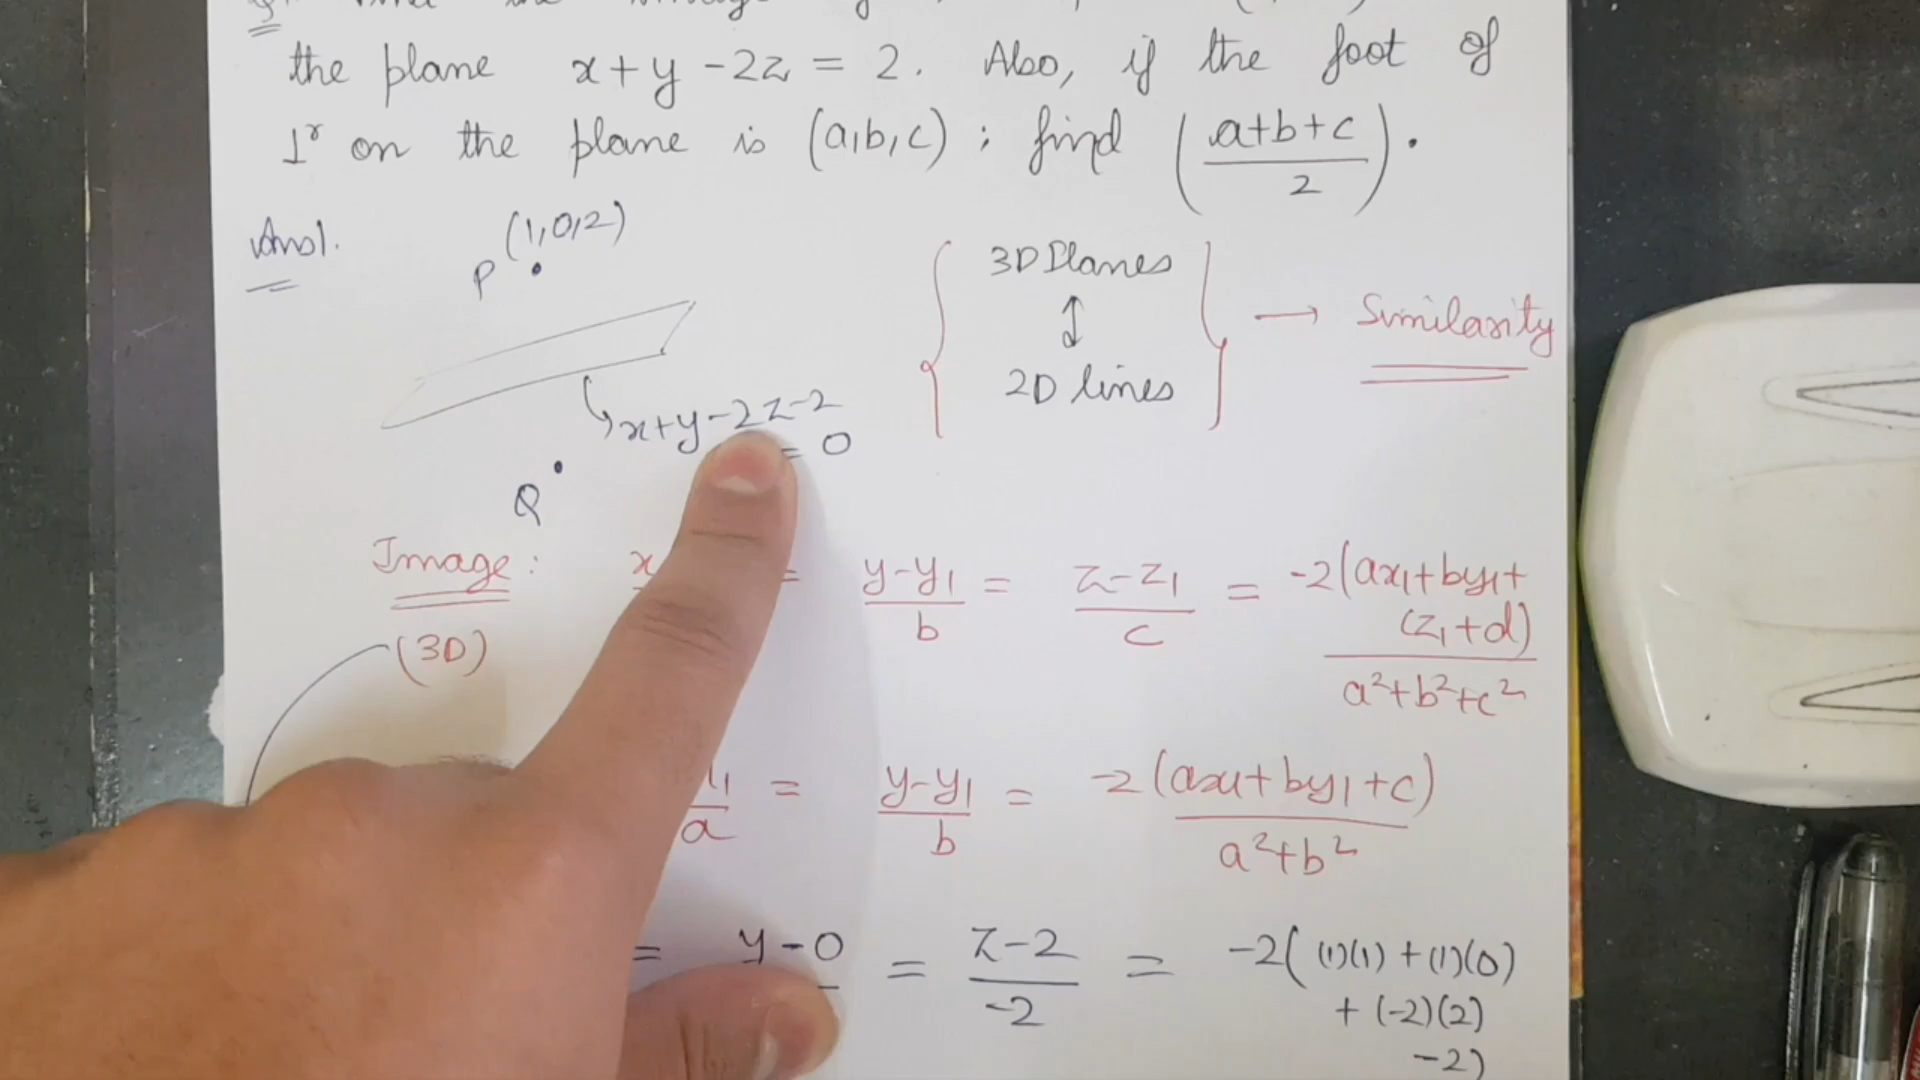 the plane x+y-2z = 2. Also, if the foot of
⊥r on the plane is (a,b,c) ; find (a+b+c/2).
Ans1.
P (1,0,2)
3D Planes
↕
2D lines
→ Similarity
x+y-2z-2
= 0
Q
Image :
(3D)
x = y-y1/b = z-z1/c = -2(ax1+by1+
cz1+d)
a²+b²+c²
a = y-y1/b = -2(ax1+by1+c)/a²+b²
= y-0 = z-2/-2 = -2( (1)(1) + (1)(0)
+ (-2)(2)
-2)